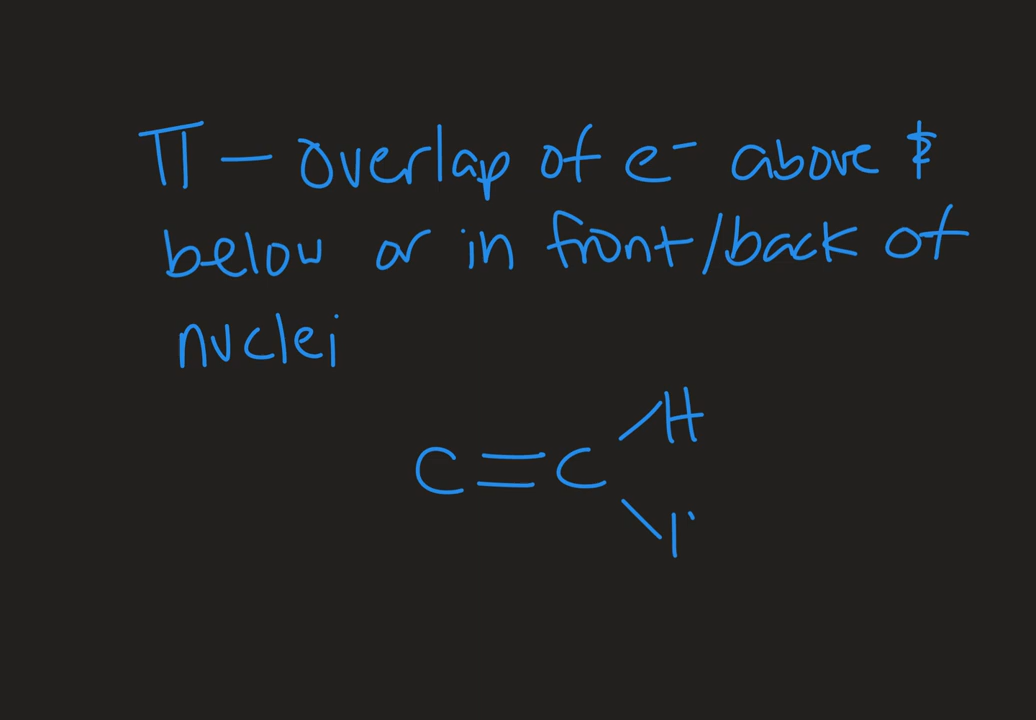 π — overlap of e⁻ above &
below or in front/back of
nuclei
H
C=C